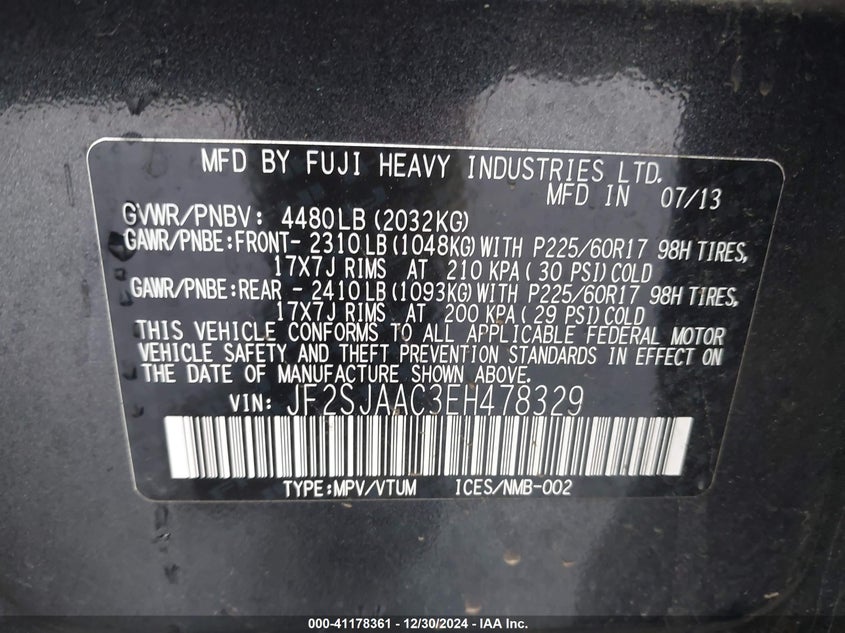 MFD BY FUJI HEAVY INDUSTRIES LTD.
MFD IN 07/13
GVWR/PNBV: 4480LB(2032KG)
GAWR/PNBE:FRONT- 2310LB(1048KG)WITH P225/60R17 98H TIRES,
17X7J RIMS AT 210 KPA(30 PSI)COLD
GAWR/PNBE:REAR - 2410LB(1093KG)WITH P225/60R17 98H TIRES,
17X7J RIMS AT 200 KPA(29 PSI)COLD
THIS VEHICLE CONFORMS TO ALL APPLICABLE FEDERAL MOTOR
VEHICLE SAFETY AND THEFT PREVENTION STANDARDS IN EFFECT ON
THE DATE OF MANUFACTURE SHOWN ABOVE.
VIN: JF2SJAAC3EH478329
TYPE:MPV/VTUM ICES/NMB-002
000-41178361 - 12/30/2024 - IAA Inc.